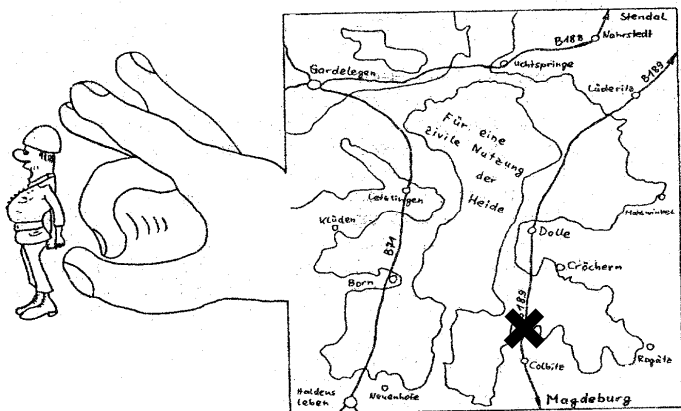 Stendal
B188
Nahrstedt
Uchtspringe
Gardelegen
Lüderitz
B189
Für eine
zivile Nutzung
der
Heide
Letzlingen
Klüden
Dolle
B71
Born
Cröchern
B189
Colbitz
Rogätz
Haldens
leben
Neuenhofe
Magdeburg